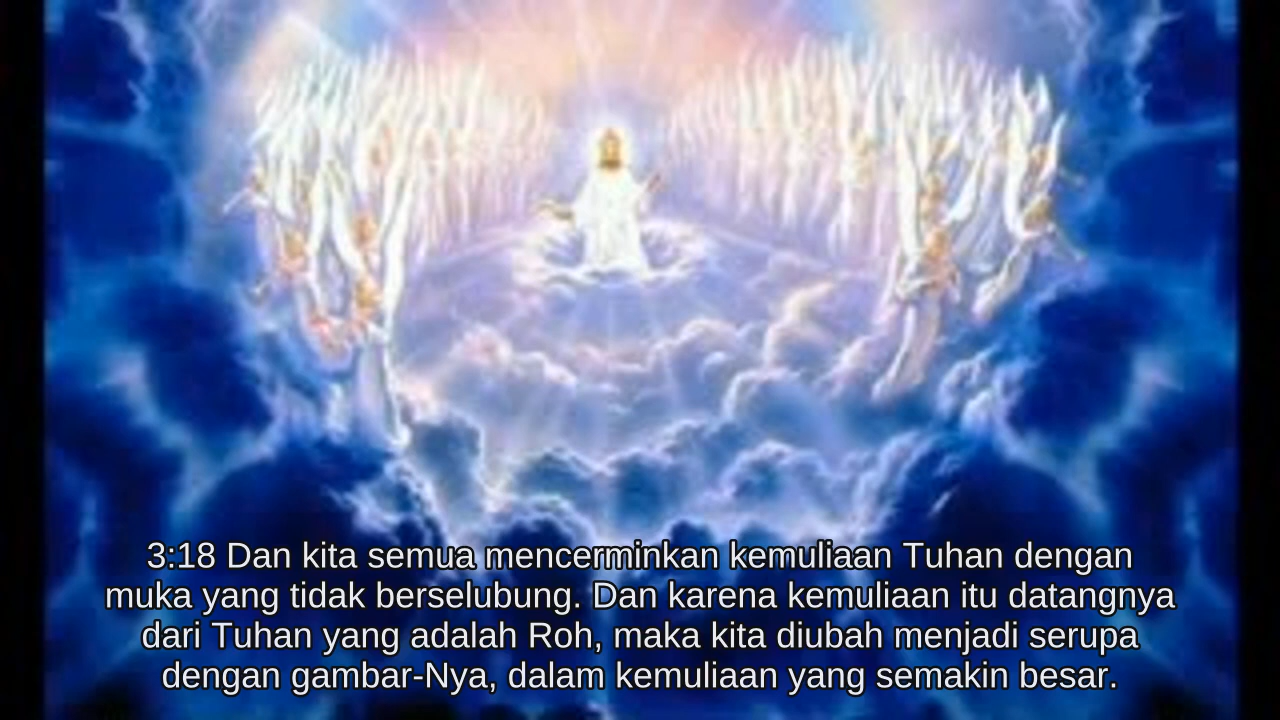 3:18 Dan kita semua mencerminkan kemuliaan Tuhan dengan
muka yang tidak berselubung. Dan karena kemuliaan itu datangnya
dari Tuhan yang adalah Roh, maka kita diubah menjadi serupa
dengan gambar-Nya, dalam kemuliaan yang semakin besar.